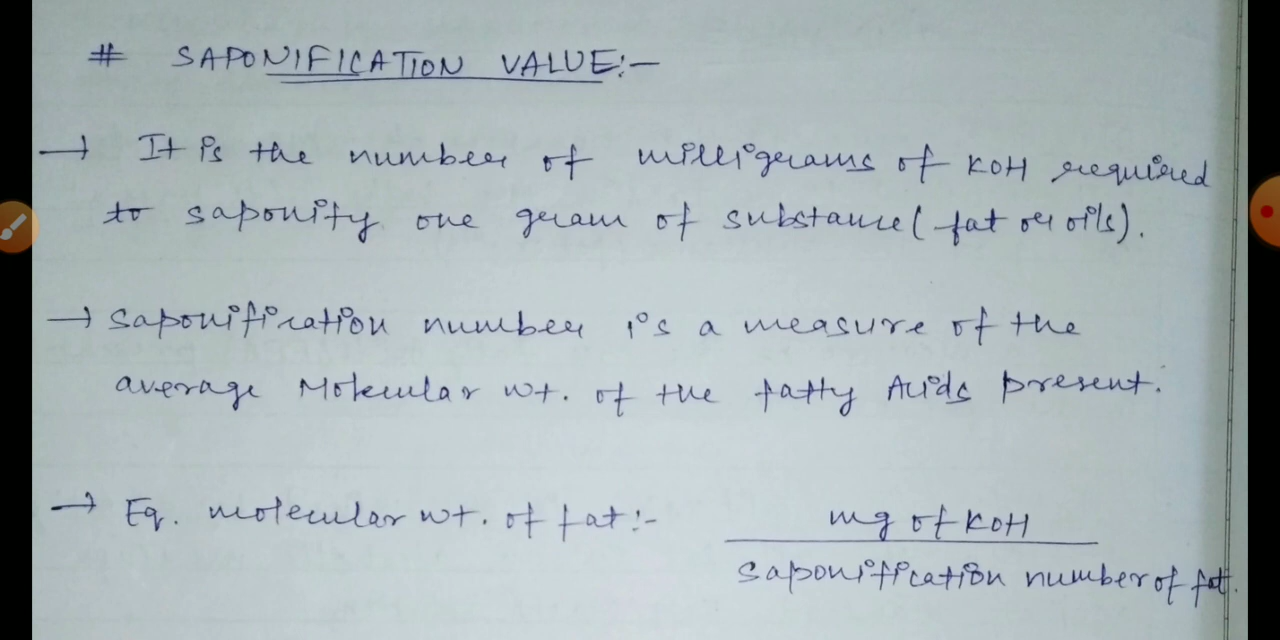 # SAPONIFICATION VALUE:-
→ It is the number of milligrams of KOH required
to saponify one gram of substance (fat or oils).
→ Saponification number is a measure of the
average Molecular wt. of the fatty Acids present.
→ Eq. molecular wt. of fat:- mg of KOH
saponification number of fat.